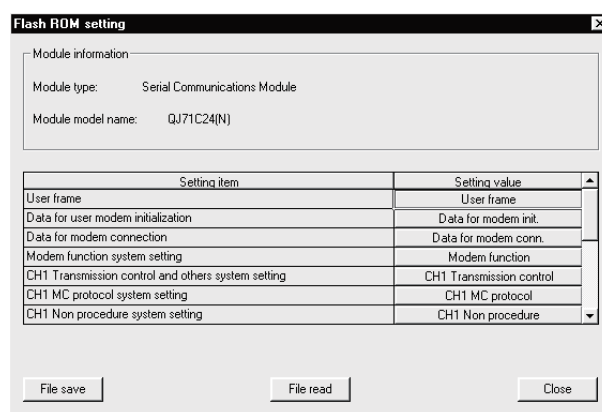 Flash ROM setting
Module information
Module type: Serial Communications Module
Module model name: QJ71C24(N)
Setting item Setting value
User frame User frame
Data for user modem initialization Data for modem init.
Data for modem connection Data for modem conn.
Modem function system setting Modem function
CH1 Transmission control and others system setting CH1 Transmission control
CH1 MC protocol system setting CH1 MC protocol
CH1 Non procedure system setting CH1 Non procedure
File save File read Close